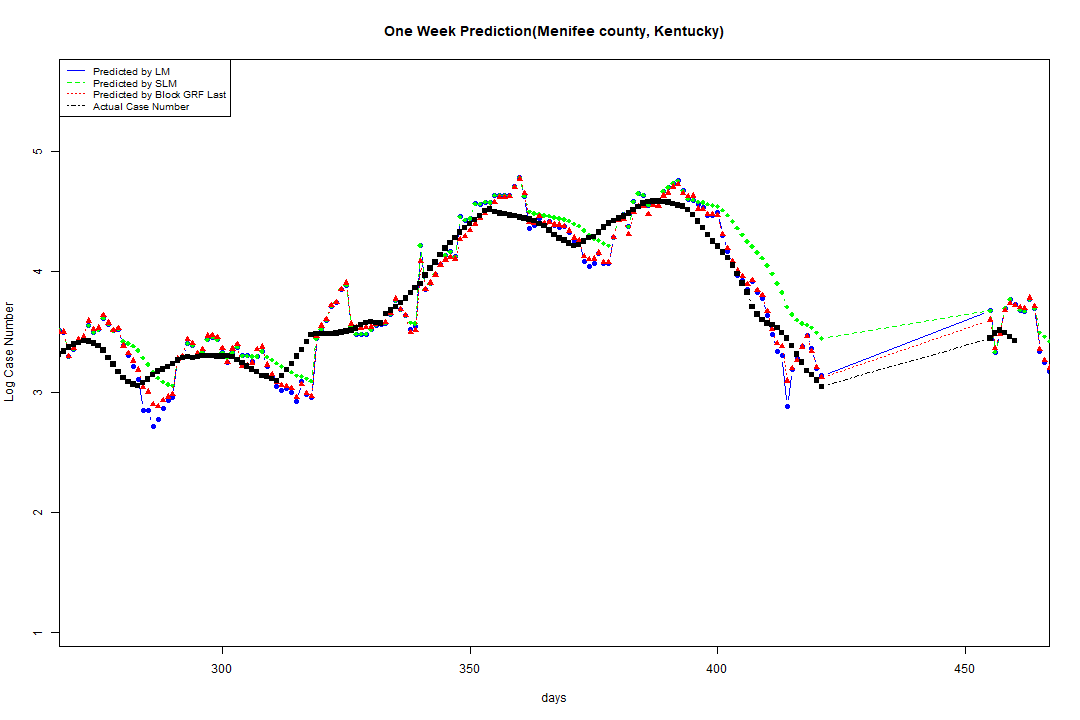 One Week Prediction(Menifee county, Kentucky)
Predicted by LM
Predicted by SLM
Predicted by Block GRF Last
Actual Case Number
5
4
3
2
1
Log Case Number
300
350
400
450
days